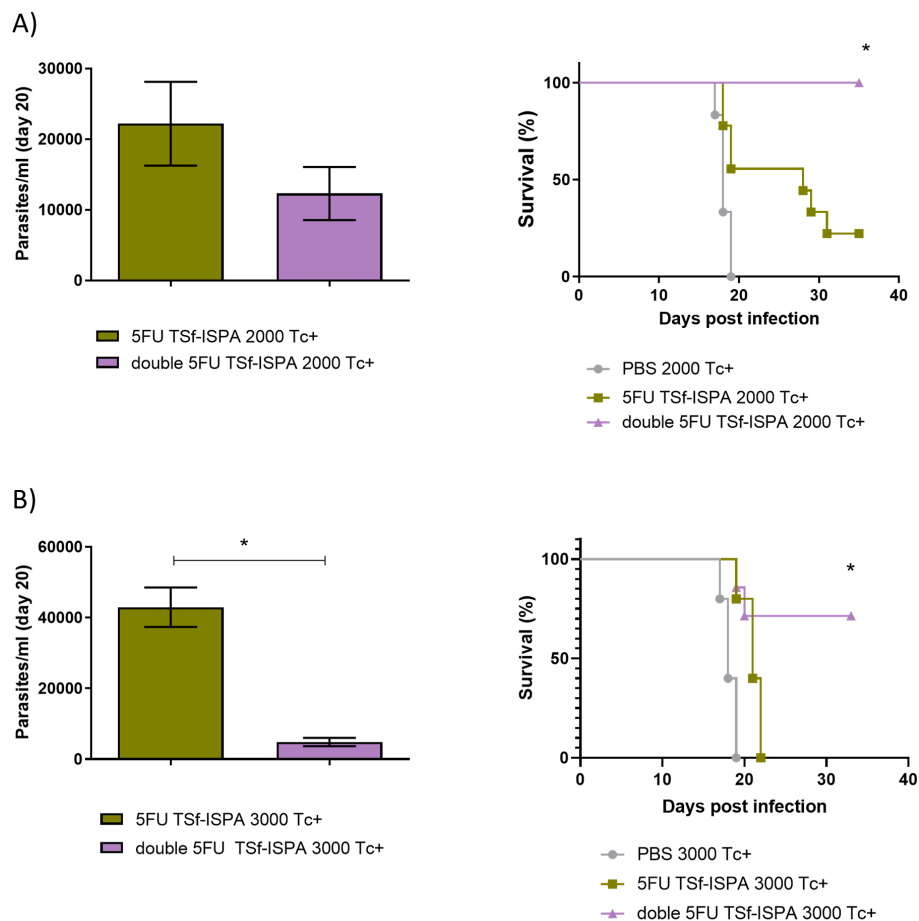 A)
30000
20000
10000
0
Parasites/ml (day 20)
5FU TSf-ISPA 2000 Tc+
double 5FU TSf-ISPA 2000 Tc+
*
100
50
0
Survival (%)
0 10 20 30 40
Days post infection
PBS 2000 Tc+
5FU TSf-ISPA 2000 Tc+
double 5FU TSf-ISPA 2000 Tc+
B)
60000
40000
20000
0
Parasites/ml (day 20)
*
5FU TSf-ISPA 3000 Tc+
double 5FU TSf-ISPA 3000 Tc+
*
100
50
0
Survival (%)
0 10 20 30 40
Days post infection
PBS 3000 Tc+
5FU TSf-ISPA 3000 Tc+
doble 5FU TSf-ISPA 3000 Tc+